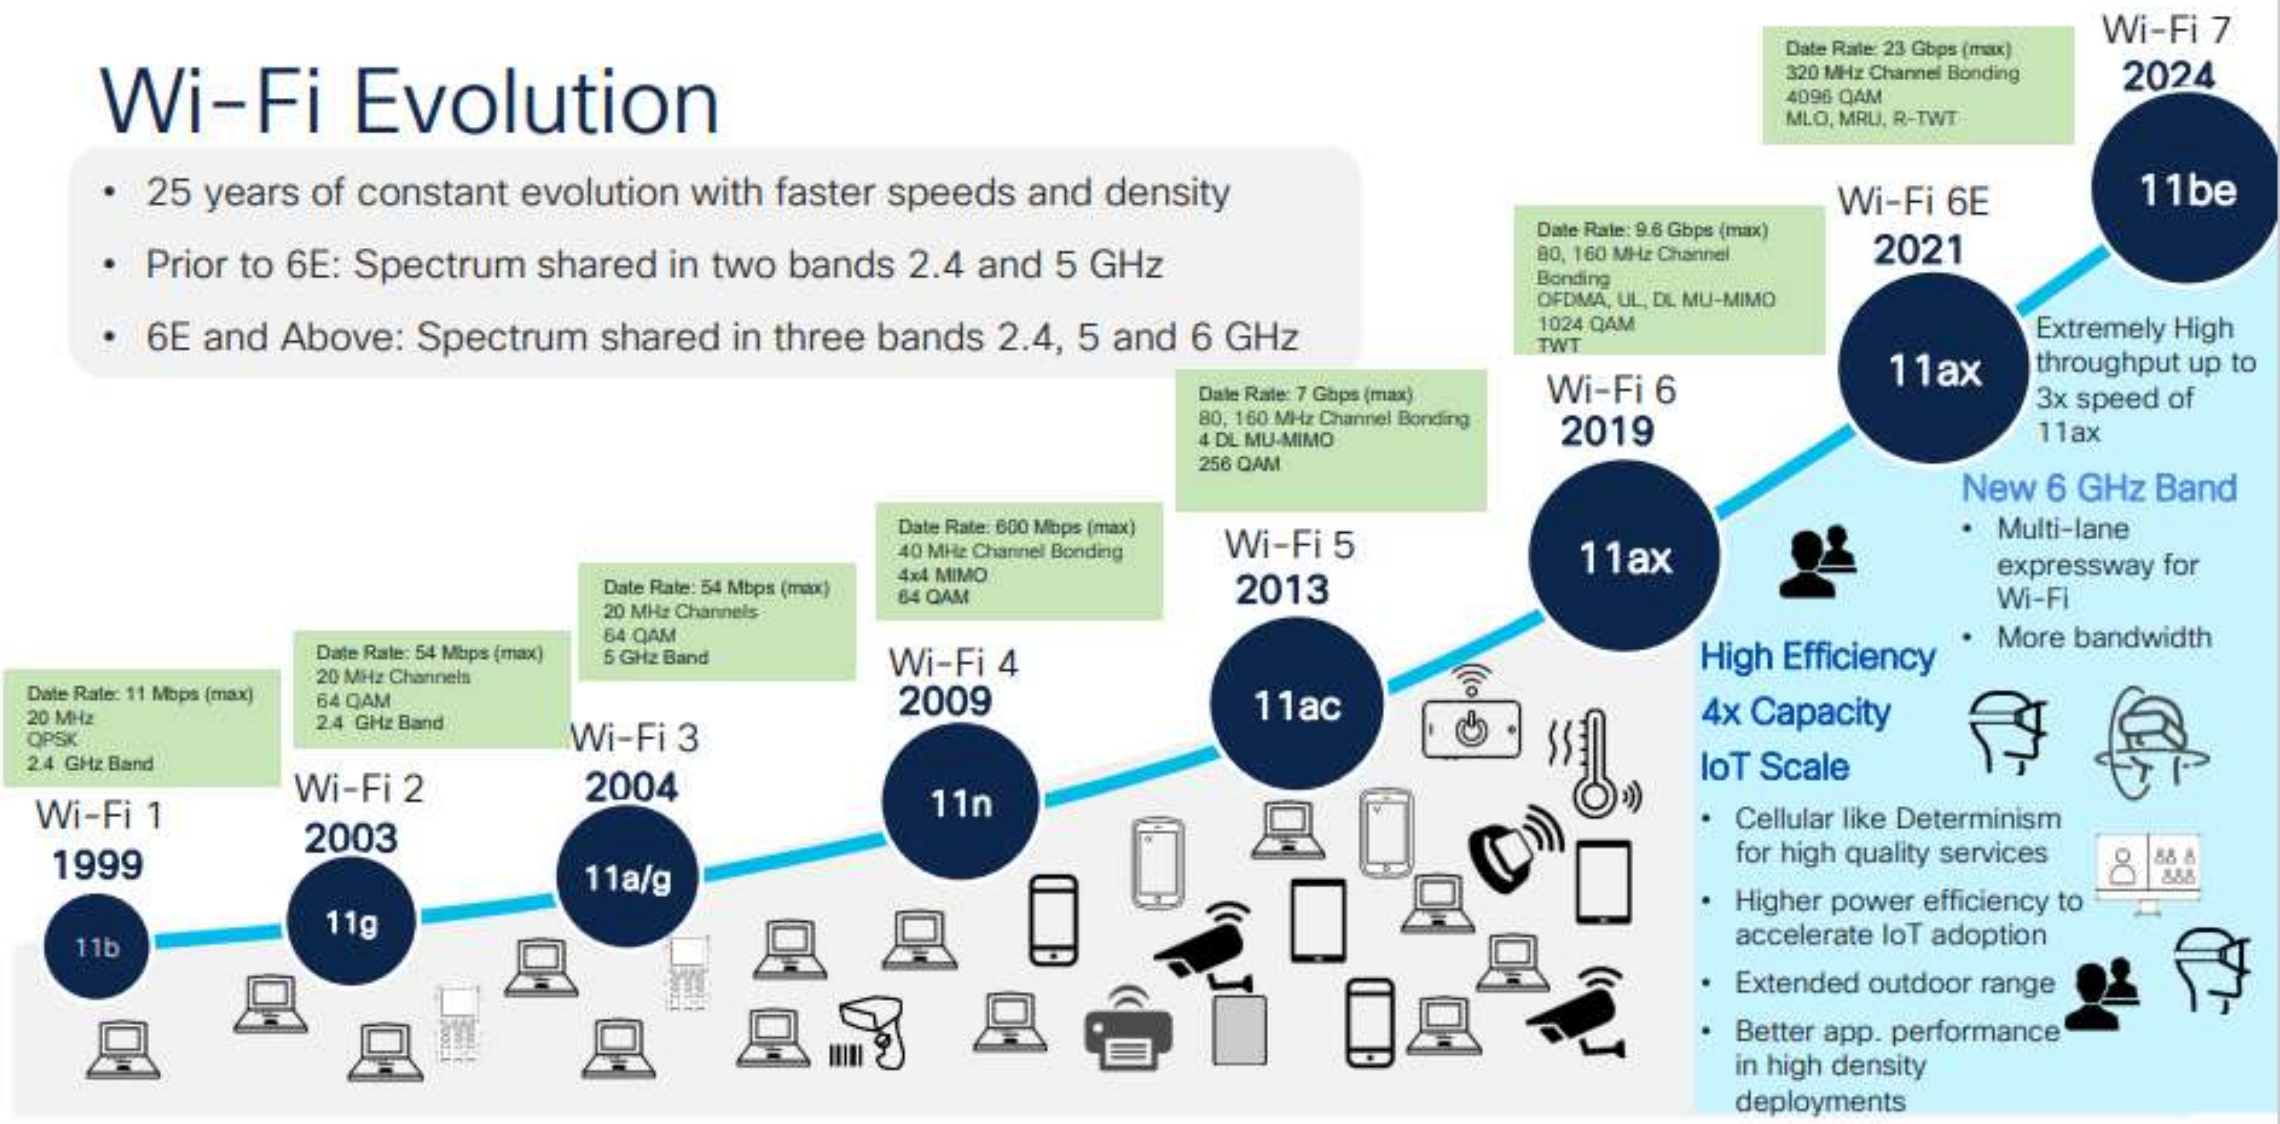 Wi-Fi Evolution
• 25 years of constant evolution with faster speeds and density
• Prior to 6E: Spectrum shared in two bands 2.4 and 5 GHz
• 6E and Above: Spectrum shared in three bands 2.4, 5 and 6 GHz
Date Rate: 11 Mbps (max)
20 MHz
QPSK
2.4 GHz Band
Wi-Fi 1
1999
11b
Date Rate: 54 Mbps (max)
20 MHz Channels
64 QAM
2.4 GHz Band
Wi-Fi 2
2003
11g
Date Rate: 54 Mbps (max)
20 MHz Channels
64 QAM
5 GHz Band
Wi-Fi 3
2004
11a/g
Date Rate: 600 Mbps (max)
40 MHz Channel Bonding
4x4 MIMO
64 QAM
Wi-Fi 4
2009
11n
Date Rate: 7 Gbps (max)
80, 160 MHz Channel Bonding
4 DL MU-MIMO
256 QAM
Wi-Fi 5
2013
11ac
Date Rate: 9.6 Gbps (max)
80, 160 MHz Channel
Bonding
OFDMA, UL, DL MU-MIMO
1024 QAM
TWT
Wi-Fi 6
2019
11ax
Wi-Fi 6E
2021
11ax
Date Rate: 23 Gbps (max)
320 MHz Channel Bonding
4096 QAM
MLO, MRU, R-TWT
Wi-Fi 7
2024
11be
Extremely High
throughput up to
3x speed of
11ax
New 6 GHz Band
• Multi-lane
expressway for
Wi-Fi
• More bandwidth
High Efficiency
4x Capacity
IoT Scale
• Cellular like Determinism
for high quality services
• Higher power efficiency to
accelerate IoT adoption
• Extended outdoor range
• Better app. performance
in high density
deployments